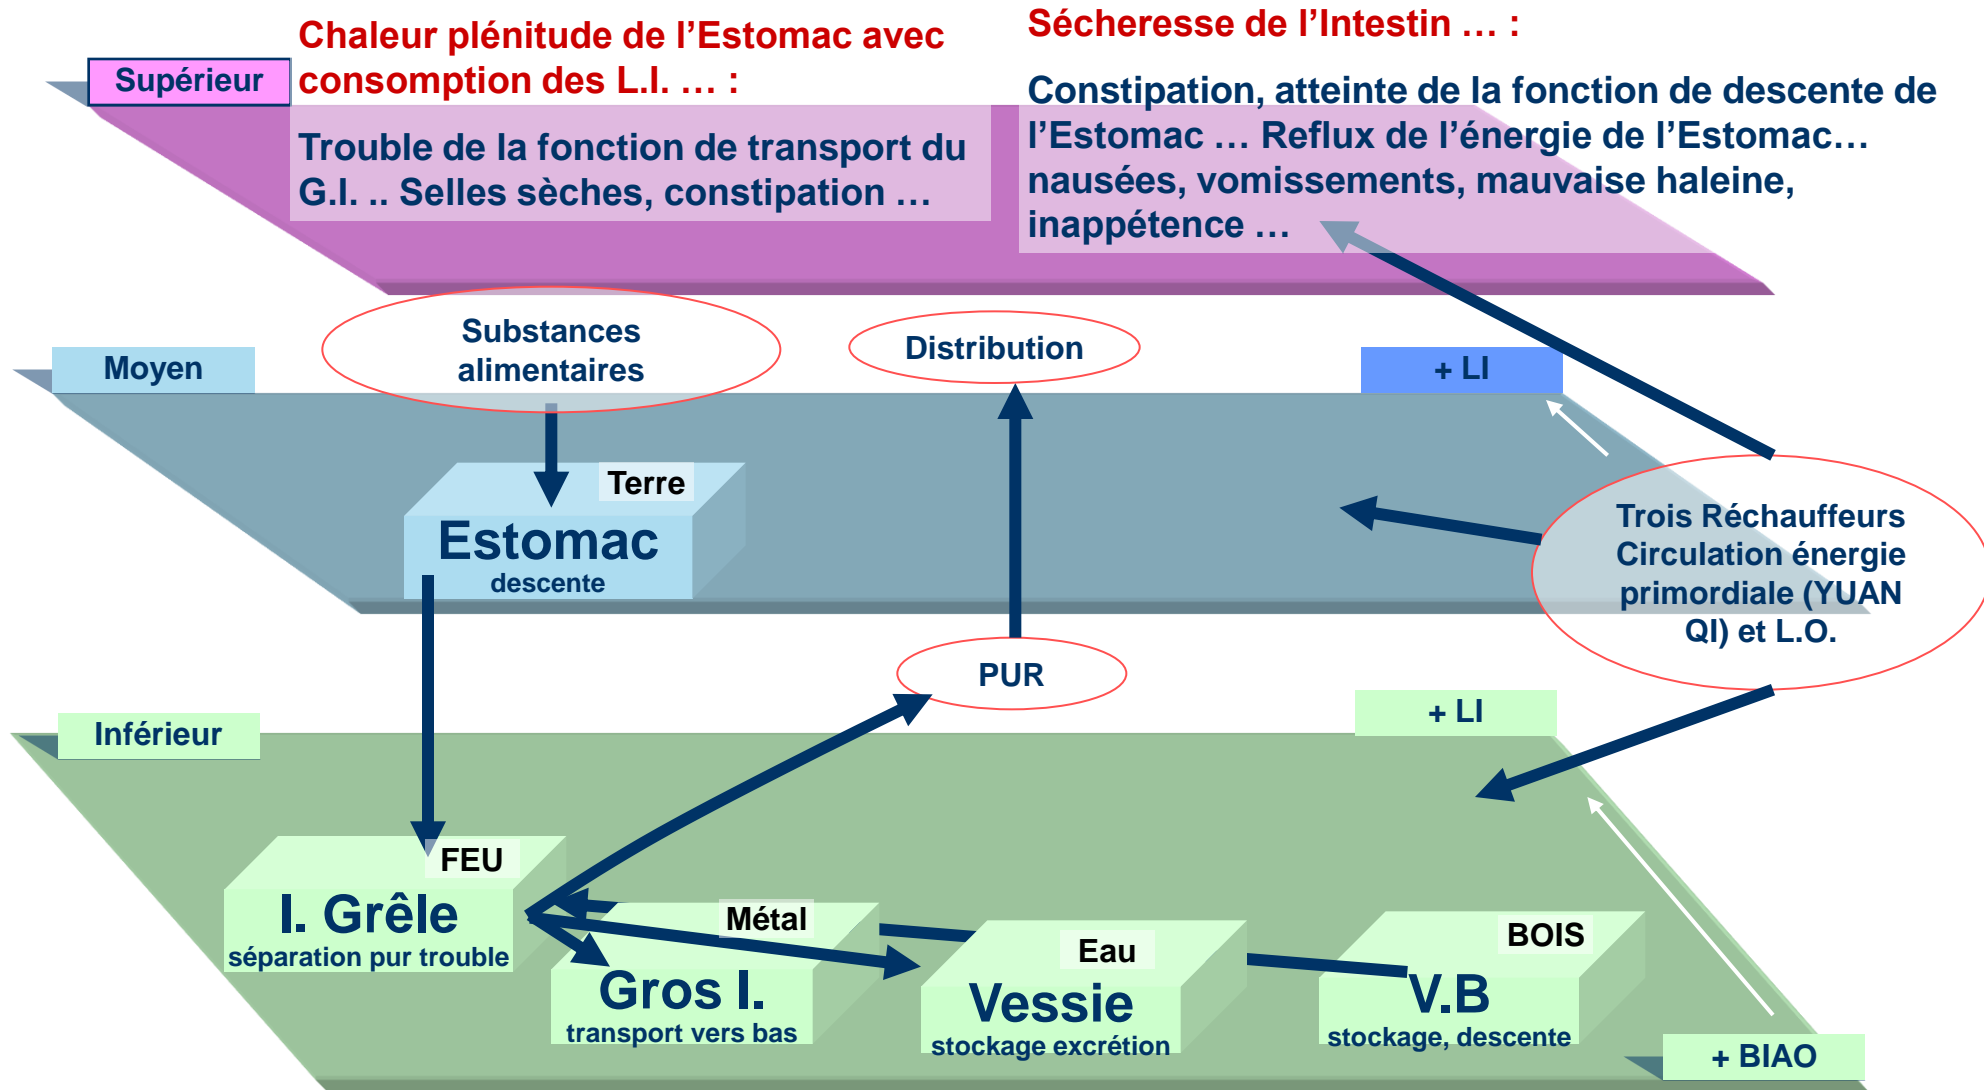 Supérieur
Chaleur plénitude de l’Estomac avec
consomption des L.I. … :
Trouble de la fonction de transport du
G.I. .. Selles sèches, constipation …
Sécheresse de l’Intestin … :
Constipation, atteinte de la fonction de descente de
l’Estomac … Reflux de l’énergie de l’Estomac…
nausées, vomissements, mauvaise haleine,
inappétence …
Moyen
Substances
alimentaires
Distribution
+ LI
Terre
Estomac
descente
Trois Réchauffeurs
Circulation énergie
primordiale (YUAN
QI) et L.O.
PUR
Inférieur
+ LI
FEU
I. Grêle
séparation pur trouble
Métal
Gros I.
transport vers bas
Eau
Vessie
stockage excrétion
BOIS
V.B
stockage, descente
+ BIAO